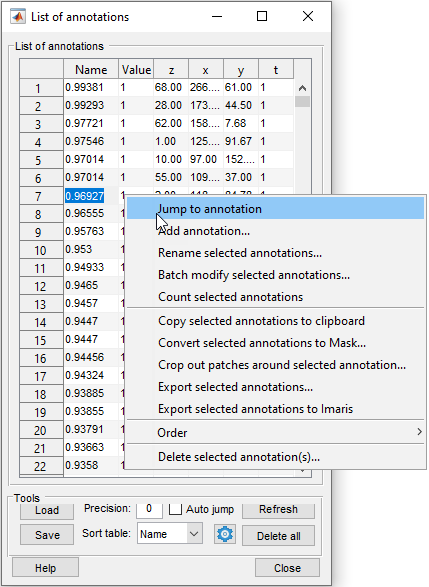 List of annotations
List of annotations
Name Value z x y t
1 0.99381 1 68.00 266.... 61.00 1
2 0.99293 1 28.00 173.... 44.50 1
3 0.97721 1 62.00 158.... 7.68 1
4 0.97546 1 1.00 125.... 91.67 1
5 0.97014 1 10.00 97.00 152.... 1
6 0.97014 1 55.00 109.... 37.00 1
7 0.96927 1
8 0.96555 1
9 0.95763 1
10 0.953 1
11 0.94933 1
12 0.9465 1
13 0.9457 1
14 0.9447 1
15 0.9447 1
16 0.94456 1
17 0.94324 1
18 0.93885 1
19 0.93855 1
20 0.93791 1
21 0.93663 1
22 0.9358 1
Jump to annotation
Add annotation...
Rename selected annotations...
Batch modify selected annotations...
Count selected annotations
Copy selected annotations to clipboard
Convert selected annotations to Mask...
Crop out patches around selected annotation...
Export selected annotations...
Export selected annotations to Imaris
Order
Delete selected annotation(s)...
Tools
Load Precision: 0 Auto jump Refresh
Save Sort table: Name Delete all
Help Close